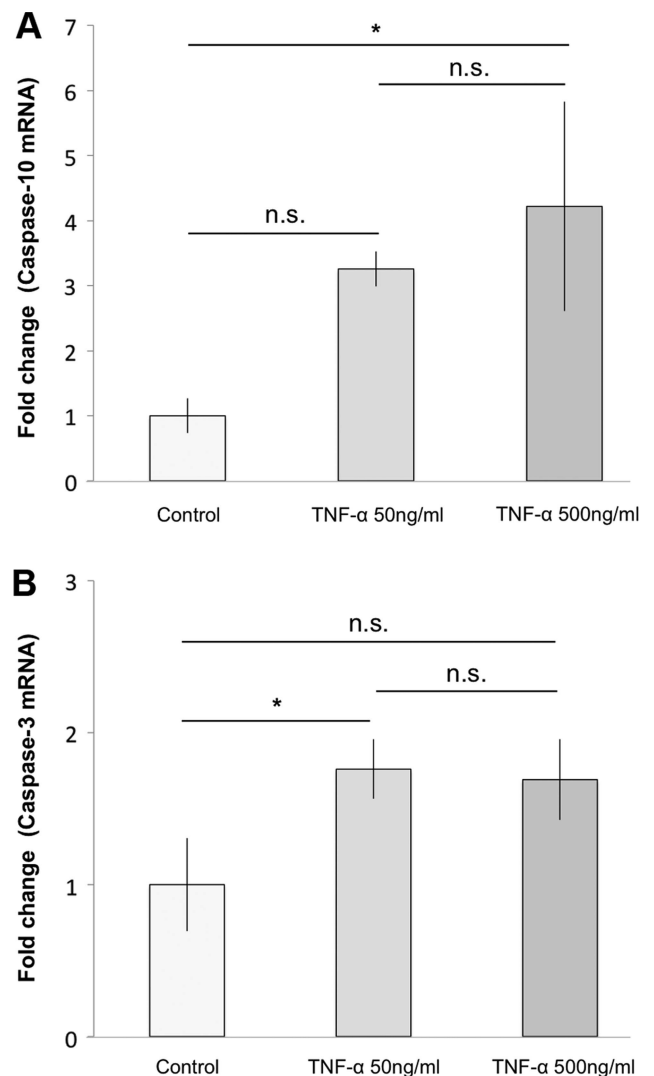 A
Fold change (Caspase-10 mRNA)
7
6
5
4
3
2
1
0
*
n.s.
n.s.
Control
TNF-α 50ng/ml
TNF-α 500ng/ml
B
Fold change (Caspase-3 mRNA)
3
2
1
0
n.s.
n.s.
*
Control
TNF-α 50ng/ml
TNF-α 500ng/ml